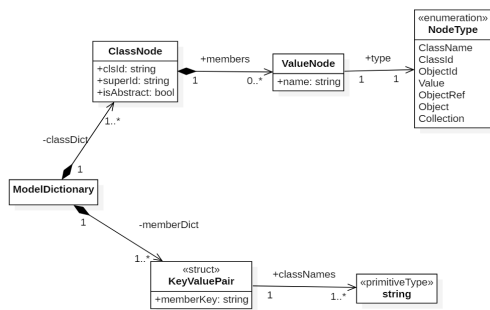 «enumeration»
NodeType
ClassName
ClassId
ObjectId
Value
ObjectRef
Object
Collection
ClassNode
+clsId: string
+superId: string
+isAbstract: bool
+members
1
0..*
ValueNode
+name: string
+type
1
1
1..*
-classDict
1
ModelDictionary
1
-memberDict
1..*
«struct»
KeyValuePair
+memberKey: string
+classNames
1
1..*
«primitiveType»
string